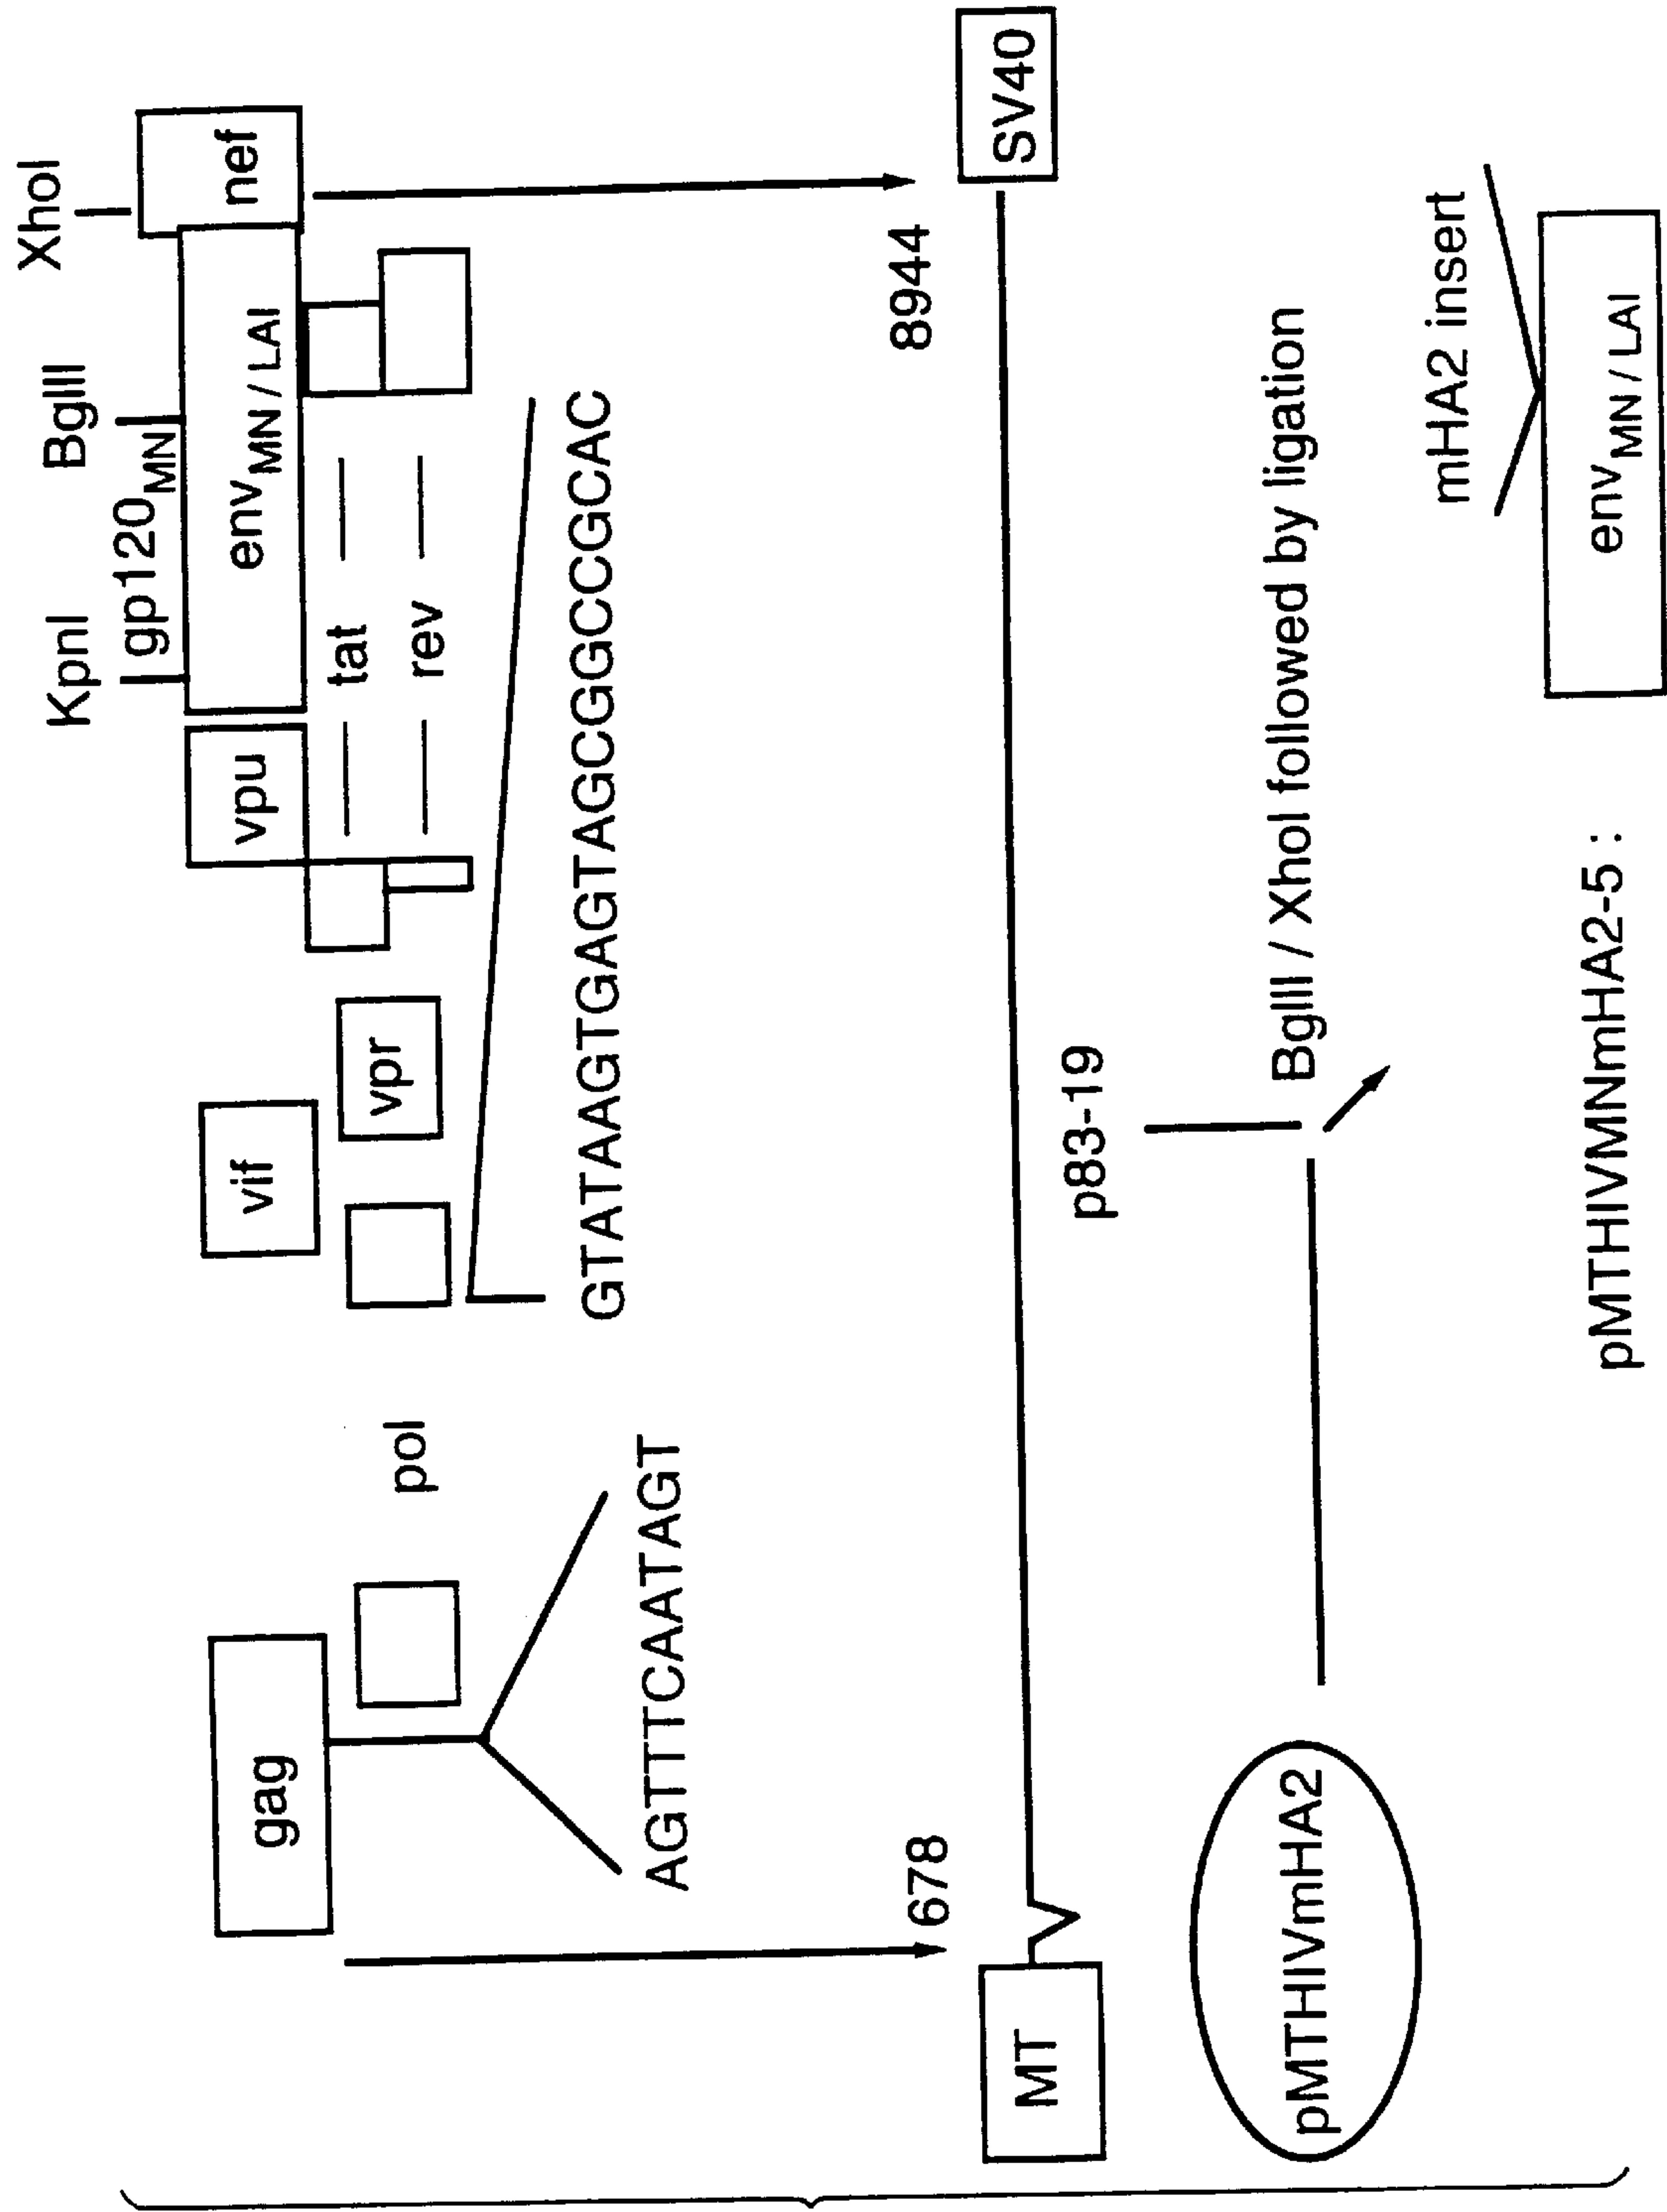 XhoI
BglII
KpnI
gp120MN
nef
envMN / LAI
vpu
vif
gag
tat
vpr
pol
rev
GTATAAGTGAGTAGCGGCCGCAC
AGTTTCAATAGT
678
8944
MT
SV40
p83-19
pMTHIVmHA2
BglII / XhoI followed by ligation
mHA2 insert
pMTHIVMNmHA2-5 :
envMN / LAI